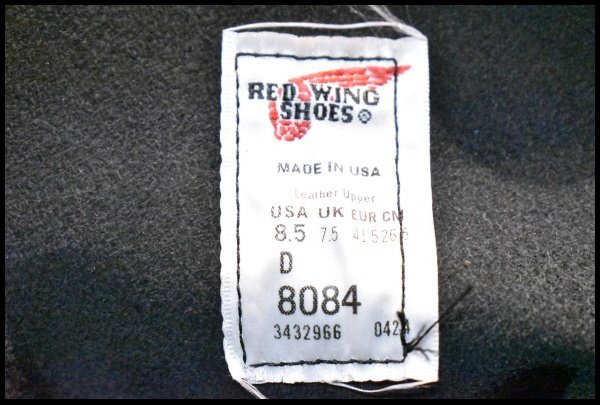 RED WING
SHOES ®
MADE IN USA
Leather Upper
USA UK EUR CM
8.5 7.5 41.5 26.5
D
8084
3432966